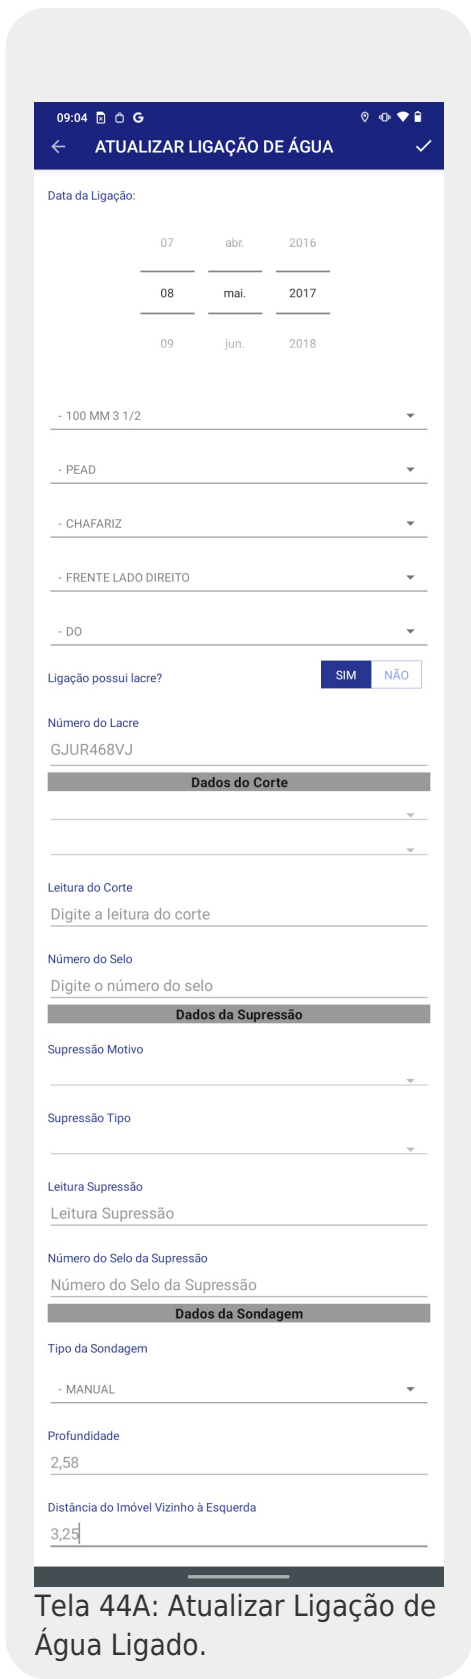 09:04 G
ATUALIZAR LIGAÇÃO DE ÁGUA
Data da Ligação:
07 abr. 2016
08 mai. 2017
09 jun. 2018
- 100 MM 3 1/2
- PEAD
- CHAFARIZ
- FRENTE LADO DIREITO
- DO
Ligação possui lacre? SIM NÃO
Número do Lacre
GJUR468VJ
Dados do Corte
Leitura do Corte
Digite a leitura do corte
Número do Selo
Digite o número do selo
Dados da Supressão
Supressão Motivo
Supressão Tipo
Leitura Supressão
Leitura Supressão
Número do Selo da Supressão
Número do Selo da Supressão
Dados da Sondagem
Tipo da Sondagem
- MANUAL
Profundidade
2,58
Distância do Imóvel Vizinho à Esquerda
3,25
Tela 44A: Atualizar Ligação de
Água Ligado.